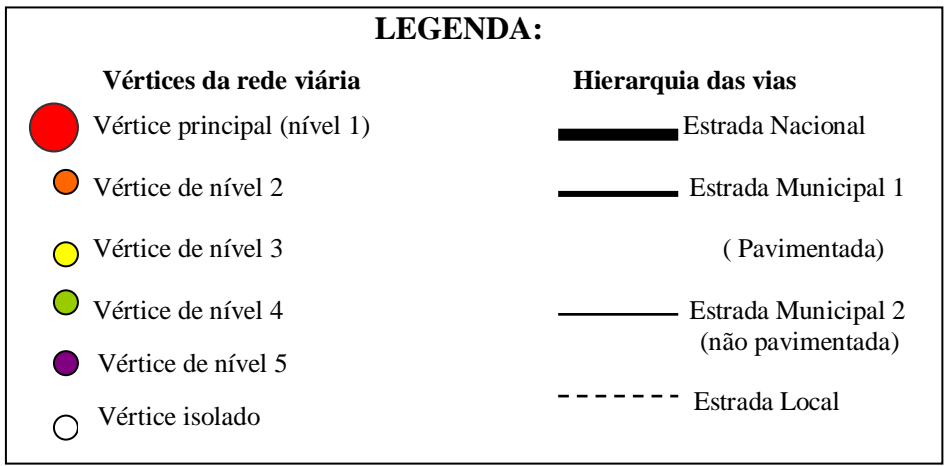 LEGENDA:
Vértices da rede viária
Vértice principal (nível 1)
Vértice de nível 2
Vértice de nível 3
Vértice de nível 4
Vértice de nível 5
Vértice isolado
Hierarquia das vias
Estrada Nacional
Estrada Municipal 1
( Pavimentada)
Estrada Municipal 2
(não pavimentada)
Estrada Local